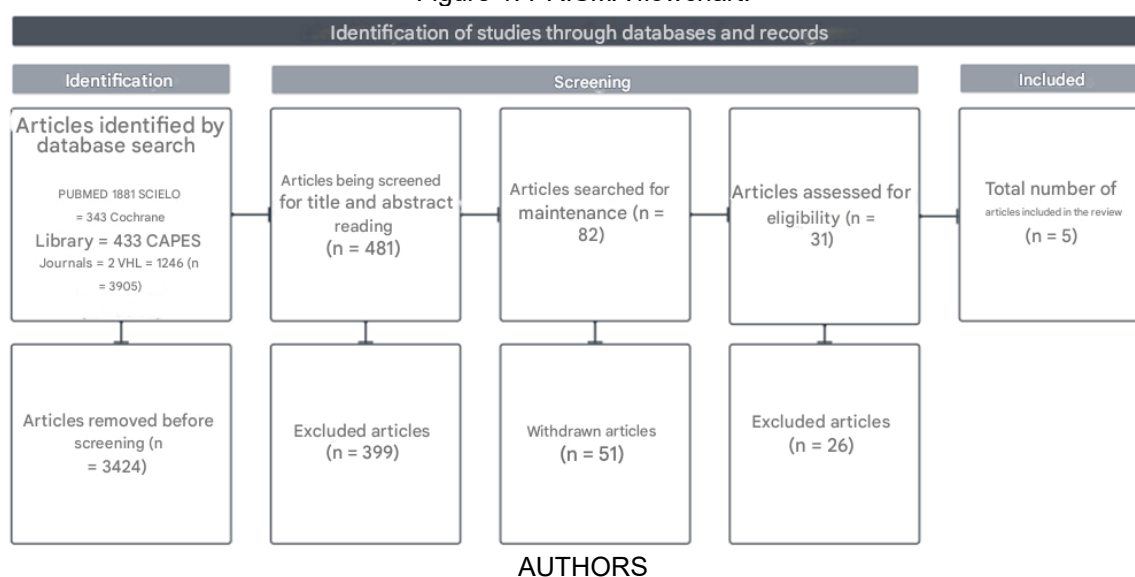 Identification of studies through databases and records
Identification
Screening
Included
Articles identified by
database search
PUBMED 1881 SCIELO
= 343 Cochrane
Library = 433 CAPES
Journals = 2 VHL = 1246 (n
= 3905)
Articles being screened
for title and abstract
reading
(n = 481)
Articles searched for
maintenance (n =
82)
Articles assessed for
eligibility (n =
31)
Total number of
articles included in the review
(n = 5)
Articles removed before
screening (n
= 3424)
Excluded articles
(n = 399)
Withdrawn articles
(n = 51)
Excluded articles
(n = 26)
AUTHORS